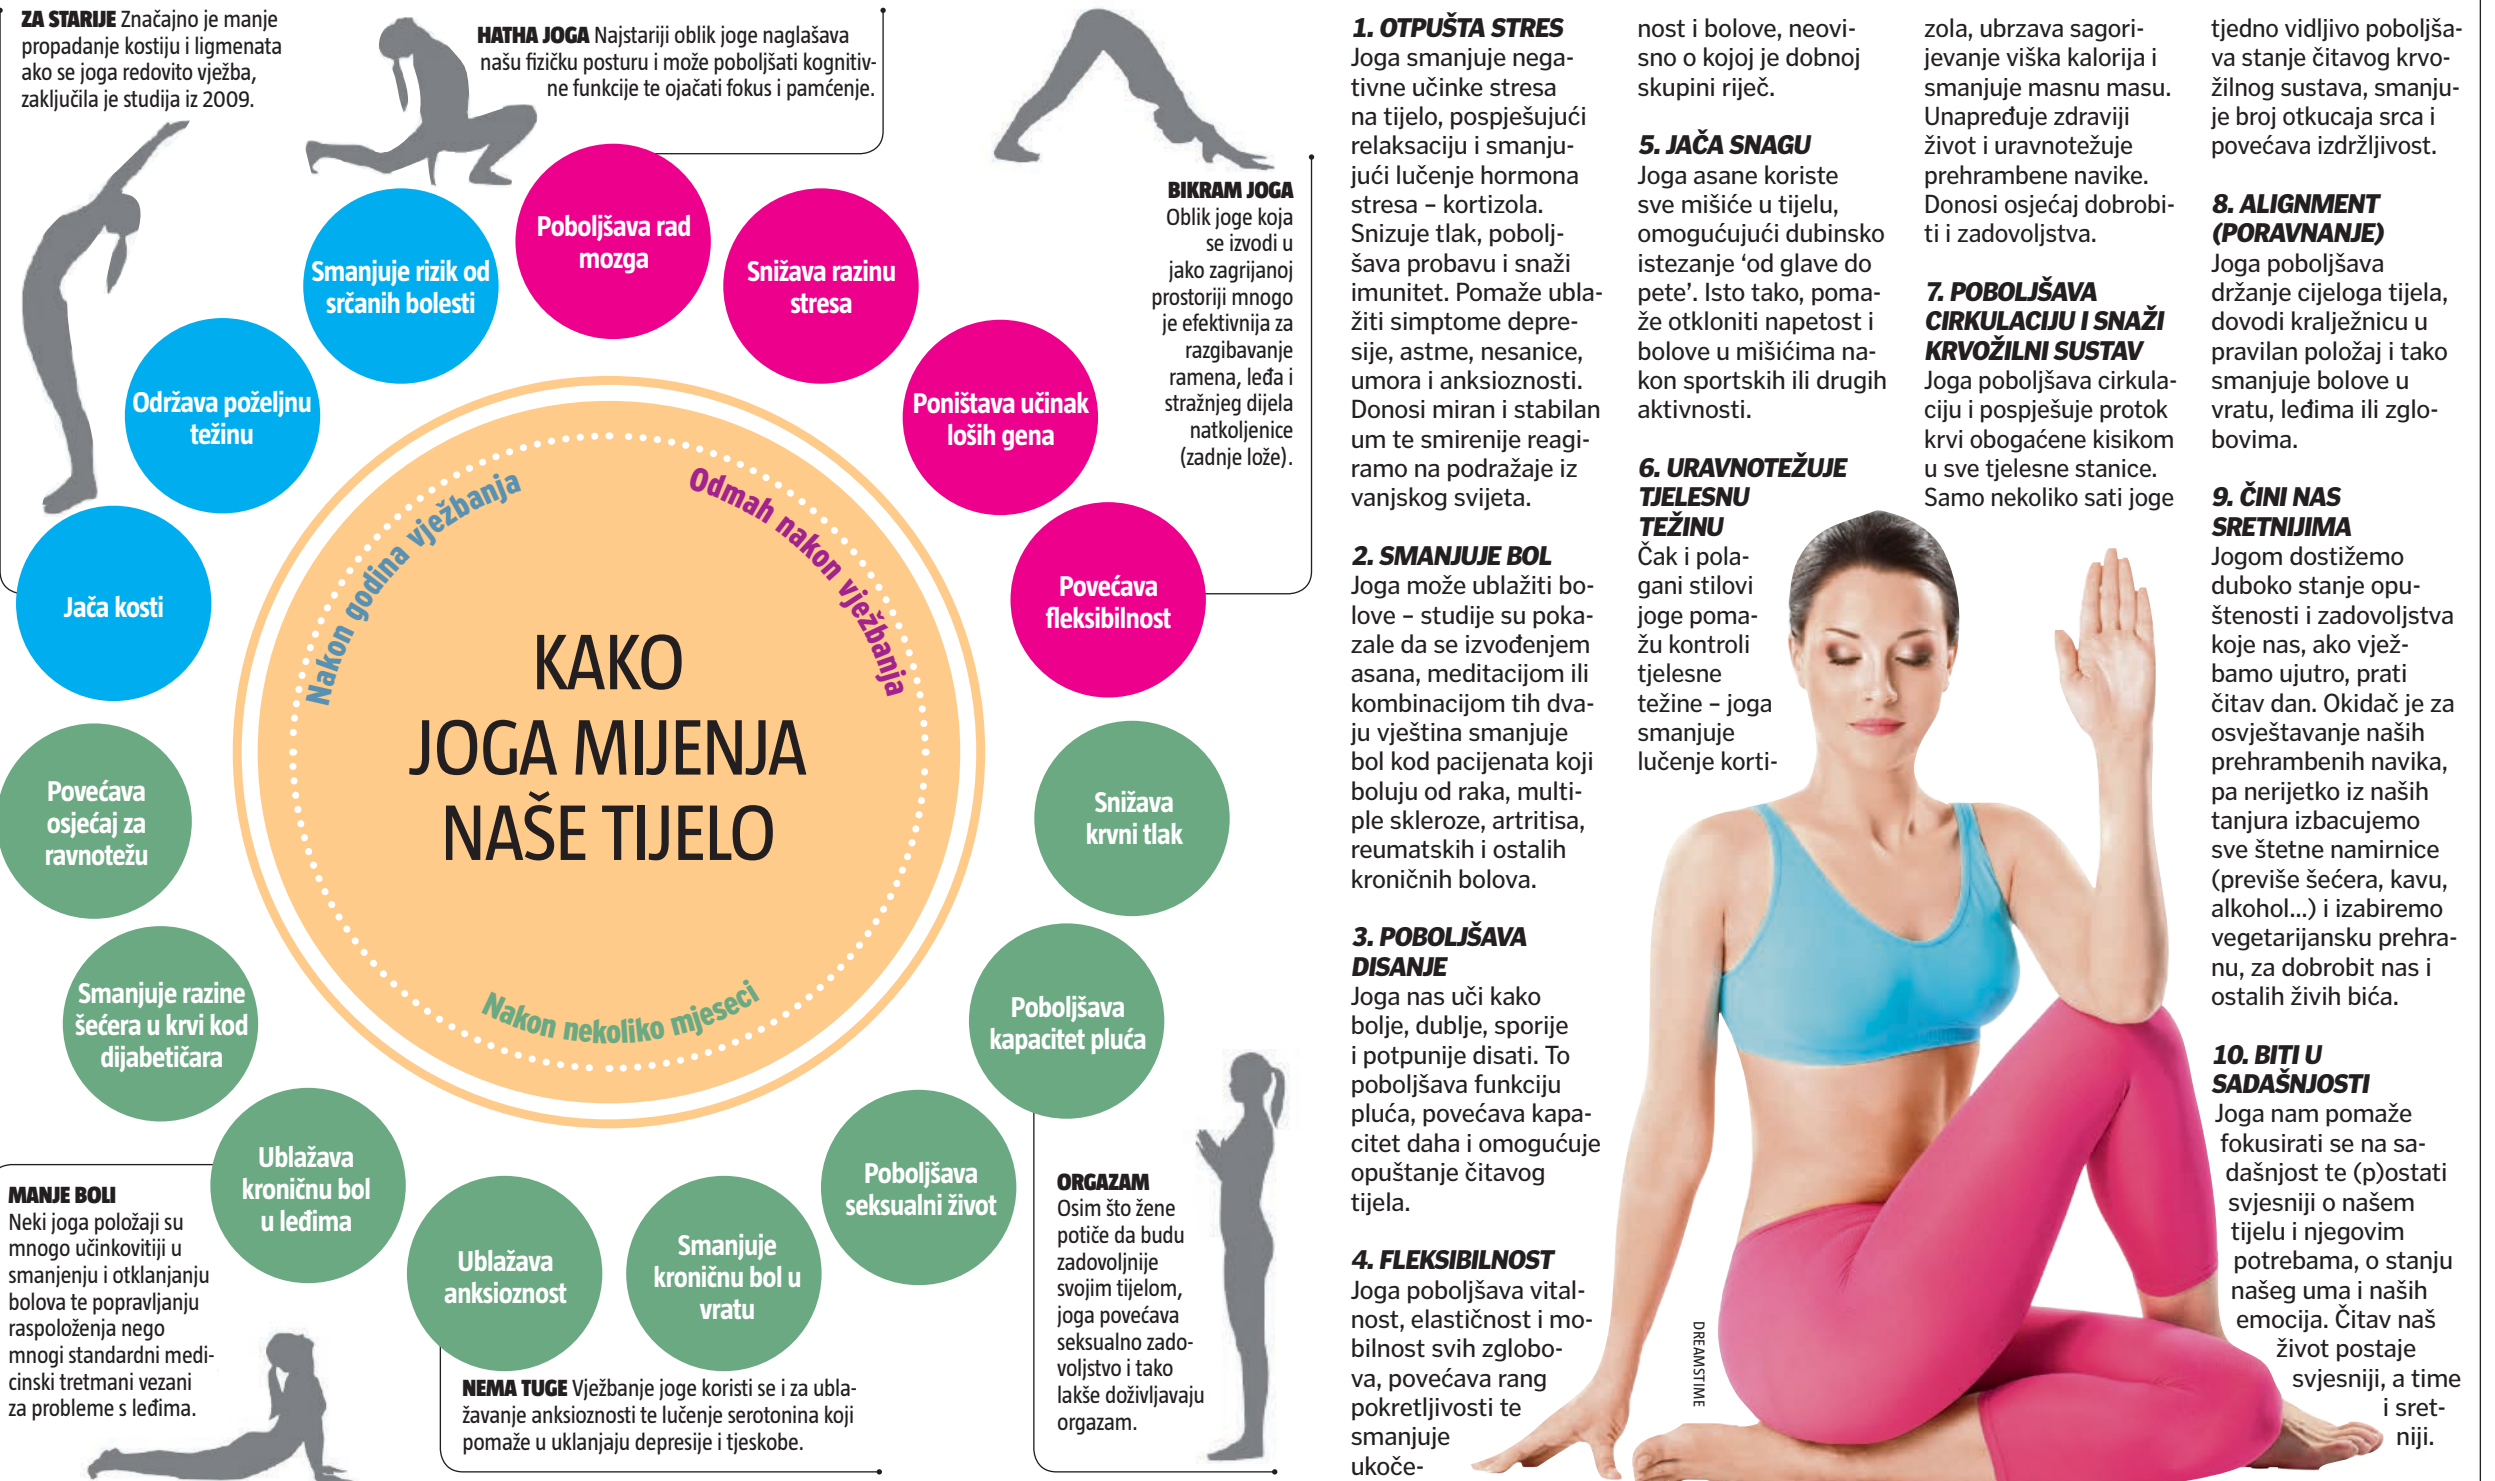 ZA STARIJE Značajno je manje
propadanje kostiju i ligmenata
ako se joga redovito vježba,
zaključila je studija iz 2009.
HATHA JOGA Najstariji oblik joge naglašava
našu fizičku posturu i može poboljšati kognitiv-
ne funkcije te ojačati fokus i pamćenje.
BIKRAM JOGA
Oblik joge koja
se izvodi u
jako zagrijanoj
prostoriji mnogo
je efektivnija za
razgibavanje
ramena, leđa i
stražnjeg dijela
natkoljenice
(zadnje lože).
Poboljšava rad
mozga
Snižava razinu
stresa
Poništava učinak
loših gena
Povećava
fleksibilnost
Smanjuje rizik od
srčanih bolesti
Održava poželjnu
težinu
Jača kosti
Nakon godina vježbanja
Odmah nakon vježbanja
KAKO
JOGA MIJENJA
NAŠE TIJELO
Nakon nekoliko mjeseci
Povećava
osjećaj za
ravnotežu
Smanjuje razine
šećera u krvi kod
dijabetičara
Ublažava
kroničnu bol
u leđima
Ublažava
anksioznost
Smanjuje
kroničnu bol u
vratu
Poboljšava
seksualni život
Poboljšava
kapacitet pluća
Snižava
krvni tlak
MANJE BOLI
Neki joga položaji su
mnogo učinkovitiji u
smanjenju i otklanjanju
bolova te popravljanju
raspoloženja nego
mnogi standardni medi-
cinski tretmani vezani
za probleme s leđima.
NEMA TUGE Vježbanje joge koristi se i za ubla-
žavanje anksioznosti te lučenje serotonina koji
pomaže u uklanjaju depresije i tjeskobe.
ORGAZAM
Osim što žene
potiče da budu
zadovoljnije
svojim tijelom,
joga povećava
seksualno zado-
voljstvo i tako
lakše doživljavaju
orgazam.
1. OTPUŠTA STRES
Joga smanjuje nega-
tivne učinke stresa
na tijelo, pospješujući
relaksaciju i smanju-
jući lučenje hormona
stresa – kortizola.
Snizuje tlak, pobolj-
šava probavu i snaži
imunitet. Pomaže ubla-
žiti simptome depre-
sije, astme, nesanice,
umora i anksioznosti.
Donosi miran i stabilan
um te smirenije reagi-
ramo na podražaje iz
vanjskog svijeta.
2. SMANJUJE BOL
Joga može ublažiti bo-
love – studije su poka-
zale da se izvođenjem
asana, meditacijom ili
kombinacijom tih dva-
ju vještina smanjuje
bol kod pacijenata koji
boluju od raka, multi-
ple skleroze, artritisa,
reumatskih i ostalih
kroničnih bolova.
3. POBOLJŠAVA
DISANJE
Joga nas uči kako
bolje, dublje, sporije
i potpunije disati. To
poboljšava funkciju
pluća, povećava kapa-
citet daha i omogućuje
opuštanje čitavog
tijela.
4. FLEKSIBILNOST
Joga poboljšava vital-
nost, elastičnost i mo-
bilnost svih zglobo-
va, povećava rang
pokretljivosti te
smanjuje
ukoče-
nost i bolove, neovi-
sno o kojoj je dobnoj
skupini riječ.
5. JAČA SNAGU
Joga asane koriste
sve mišiće u tijelu,
omogućujući dubinsko
istezanje ‘od glave do
pete’. Isto tako, poma-
že otkloniti napetost i
bolove u mišićima na-
kon sportskih ili drugih
aktivnosti.
6. URAVNOTEŽUJE
TJELESNU
TEŽINU
Čak i pola-
gani stilovi
joge poma-
žu kontroli
tjelesne
težine – joga
smanjuje
lučenje korti-
zola, ubrzava sagori-
jevanje viška kalorija i
smanjuje masnu masu.
Unapređuje zdraviji
život i uravnotežuje
prehrambene navike.
Donosi osjećaj dobrobi-
ti i zadovoljstva.
7. POBOLJŠAVA
CIRKULACIJU I SNAŽI
KRVOŽILNI SUSTAV
Joga poboljšava cirkula-
ciju i pospješuje protok
krvi obogaćene kisikom
u sve tjelesne stanice.
Samo nekoliko sati joge
tjedno vidljivo poboljša-
va stanje čitavog krvo-
žilnog sustava, smanju-
je broj otkucaja srca i
povećava izdržljivost.
8. ALIGNMENT
(PORAVNANJE)
Joga poboljšava
držanje cijeloga tijela,
dovodi kralježnicu u
pravilan položaj i tako
smanjuje bolove u
vratu, leđima ili zglo-
bovima.
9. ČINI NAS
SRETNIJIMA
Jogom dostižemo
duboko stanje opu-
štenosti i zadovoljstva
koje nas, ako vjež-
bamo ujutro, prati
čitav dan. Okidač je za
osvještavanje naših
prehrambenih navika,
pa nerijetko iz naših
tanjura izbacujemo
sve štetne namirnice
(previše šećera, kavu,
alkohol...) i izabiremo
vegetarijansku prehra-
nu, za dobrobit nas i
ostalih živih bića.
10. BITI U
SADAŠNJOSTI
Joga nam pomaže
fokusirati se na sa-
dašnjost te (p)ostati
svjesniji o našem
tijelu i njegovim
potrebama, o stanju
našeg uma i naših
emocija. Čitav naš
život postaje
svjesniji, a time
i sret-
niji.
DREAMSTIME